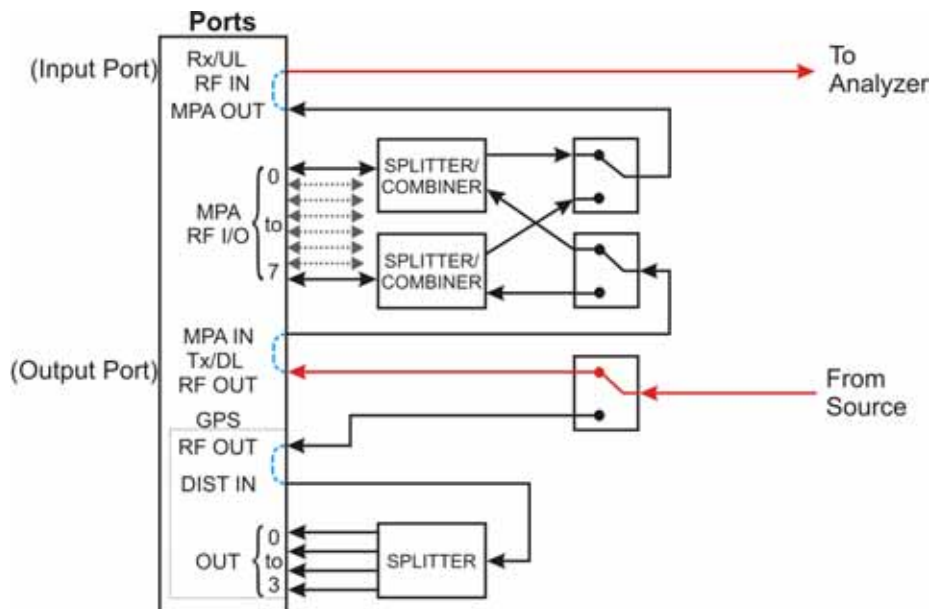 Ports
(Input Port)
Rx/UL
RF IN
MPA OUT
To
Analyzer
MPA
RF I/O
0
to
7
SPLITTER/
COMBINER
SPLITTER/
COMBINER
MPA IN
(Output Port)
Tx/DL
RF OUT
From
Source
GPS
RF OUT
DIST IN
OUT
0
to
3
SPLITTER